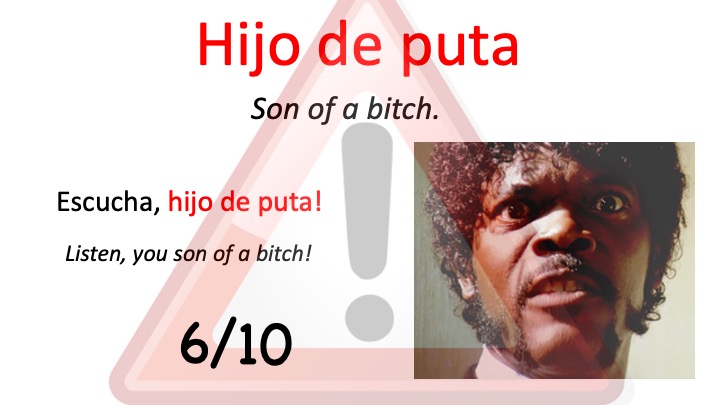 Hijo de puta
Son of a bitch.
Escucha, hijo de puta!
Listen, you son of a bitch!
6/10